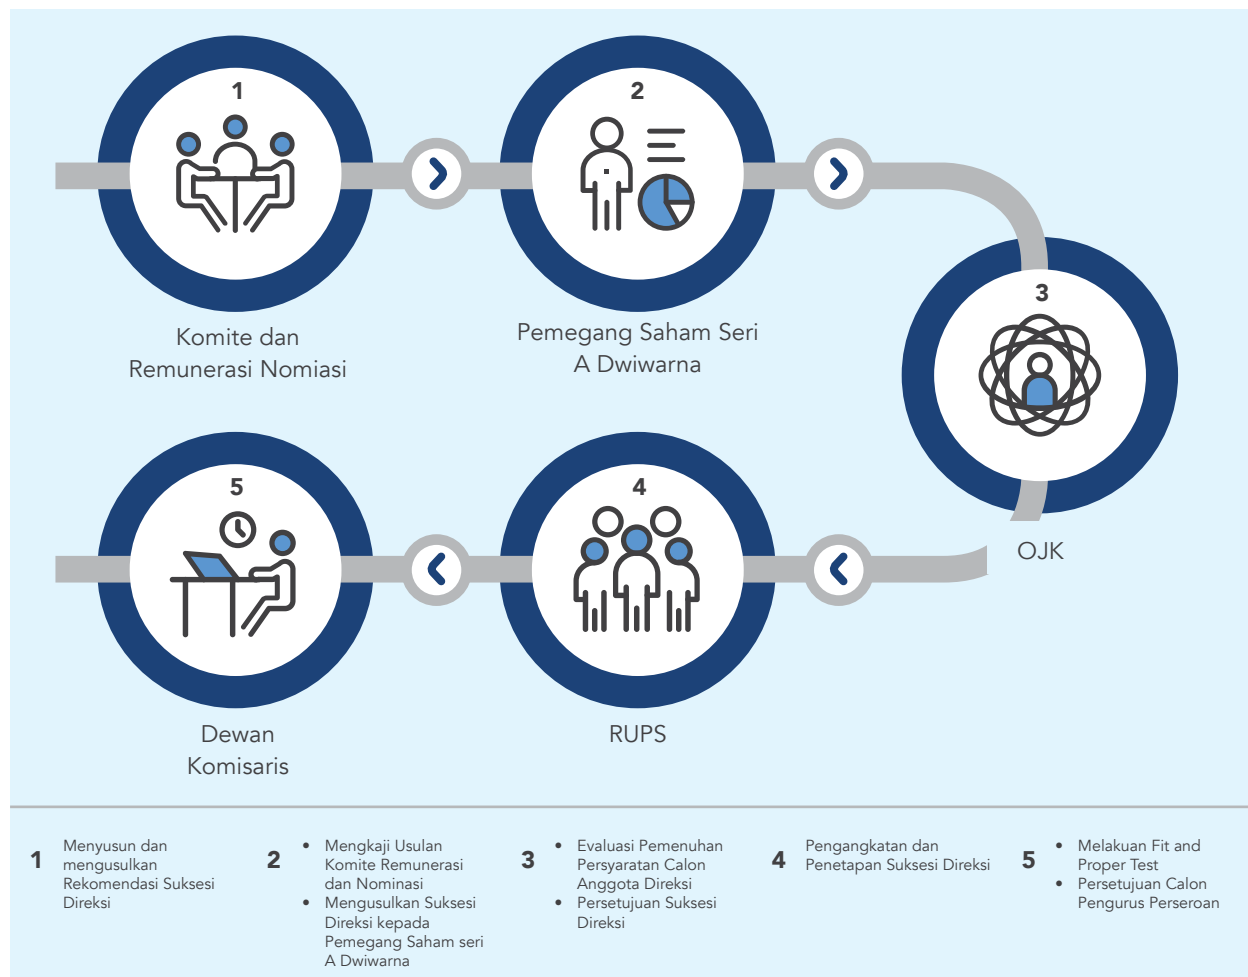 1
Komite dan
Remunerasi Nomiasi
2
Pemegang Saham Seri
A Dwiwarna
3
OJK
4
RUPS
5
Dewan
Komisaris
1
Menyusun dan
mengusulkan
Rekomendasi Suksesi
Direksi
2
• Mengkaji Usulan
Komite Remunerasi
dan Nominasi
• Mengusulkan Suksesi
Direksi kepada
Pemegang Saham seri
A Dwiwarna
3
• Evaluasi Pemenuhan
Persyaratan Calon
Anggota Direksi
• Persetujuan Suksesi
Direksi
4
Pengangkatan dan
Penetapan Suksesi Direksi
5
• Melakuan Fit and
Proper Test
• Persetujuan Calon
Pengurus Perseroan